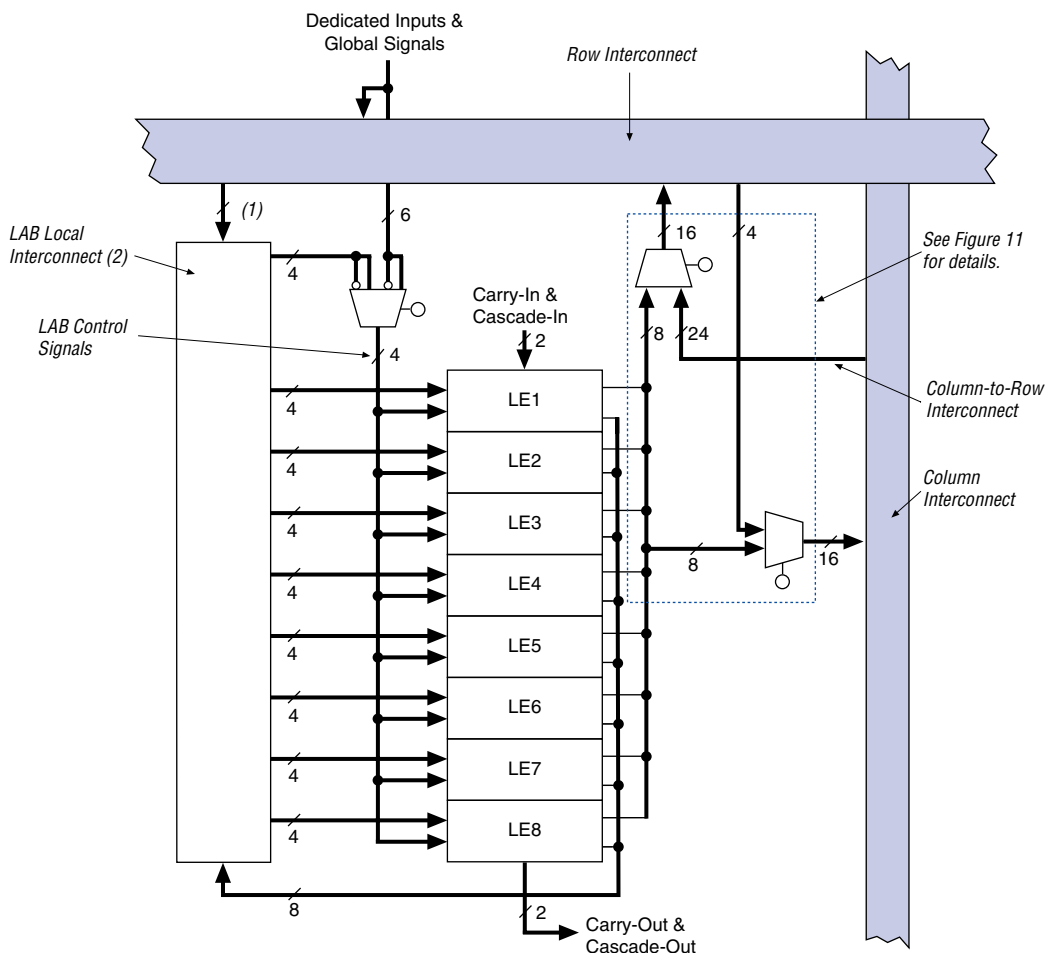 Dedicated Inputs &
Global Signals
Row Interconnect
(1)
6
16
4
LAB Local
Interconnect (2)
See Figure 11
for details.
4
Carry-In &
Cascade-In
LAB Control
Signals
4
2
8
24
Column-to-Row
Interconnect
LE1
4
LE2
4
Column
Interconnect
LE3
4
8
16
LE4
4
LE5
4
LE6
4
LE7
4
LE8
4
8
2
Carry-Out &
Cascade-Out